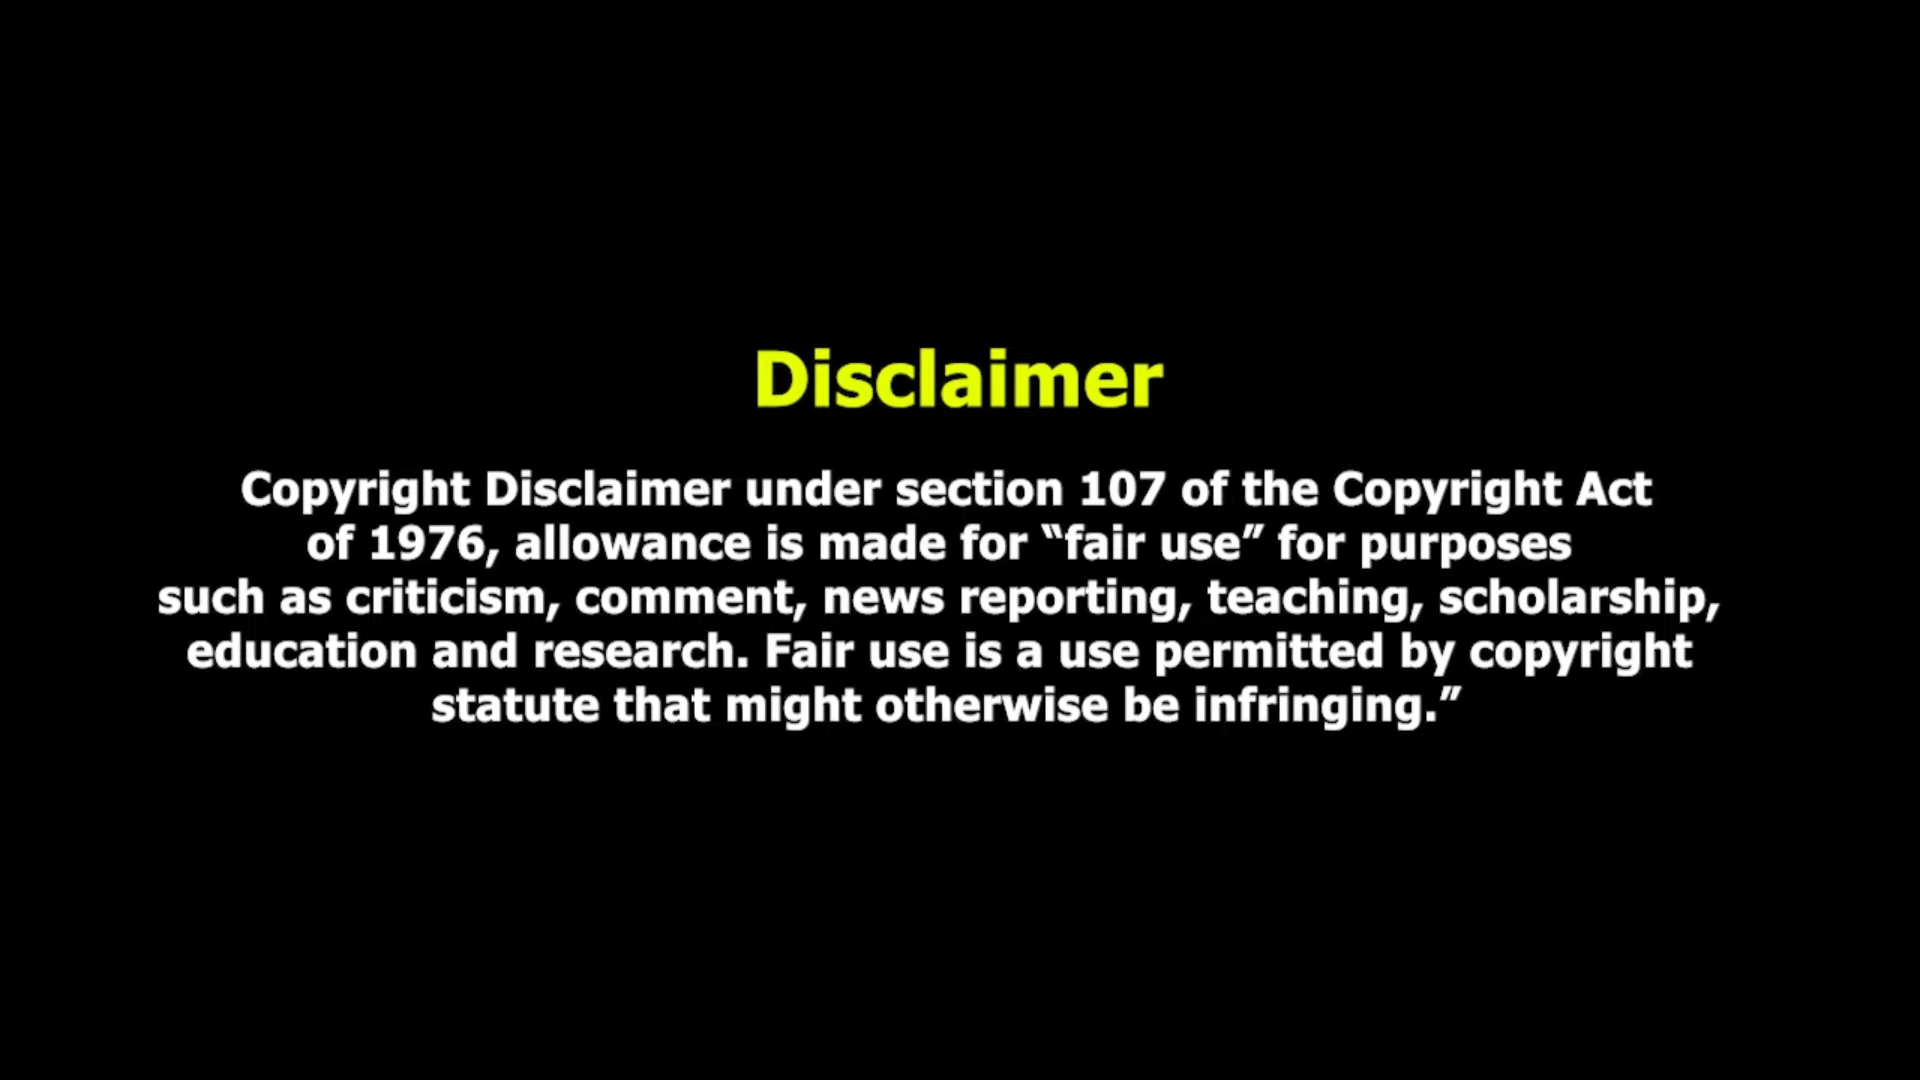 Disclaimer
Copyright Disclaimer under section 107 of the Copyright Act
of 1976, allowance is made for “fair use” for purposes
such as criticism, comment, news reporting, teaching, scholarship,
education and research. Fair use is a use permitted by copyright
statute that might otherwise be infringing.”